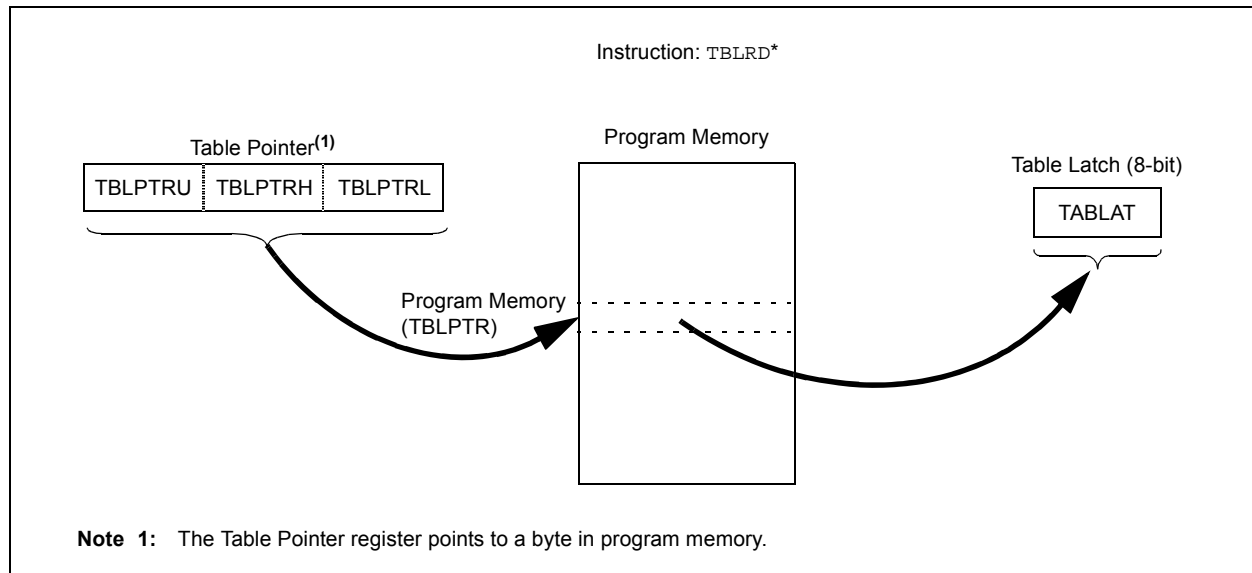 Instruction: TBLRD*
Table Pointer(1)
TBLPTRU TBLPTRH TBLPTRL
Program Memory
Table Latch (8-bit)
TABLAT
Program Memory
(TBLPTR)
Note 1: The Table Pointer register points to a byte in program memory.